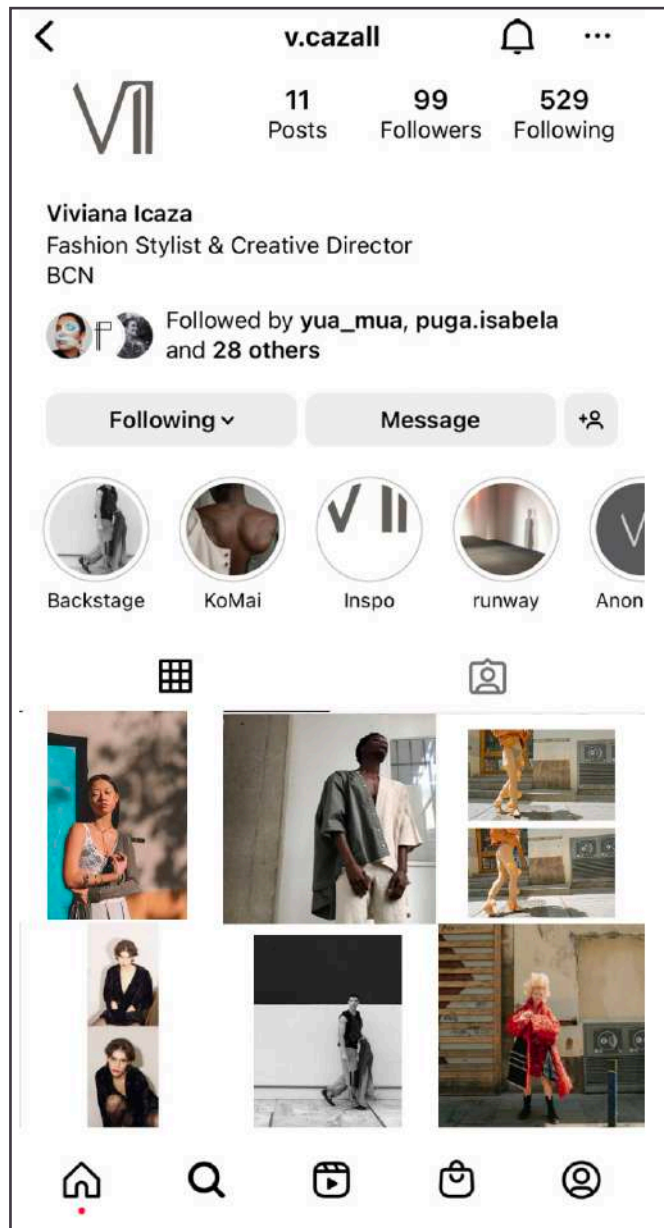 v.cazall
11 99 529
Posts Followers Following
Viviana Icaza
Fashion Stylist & Creative Director
BCN
Followed by yua_mua, puga.isabela
and 28 others
Following Message
Backstage KoMai Inspo runway Anon